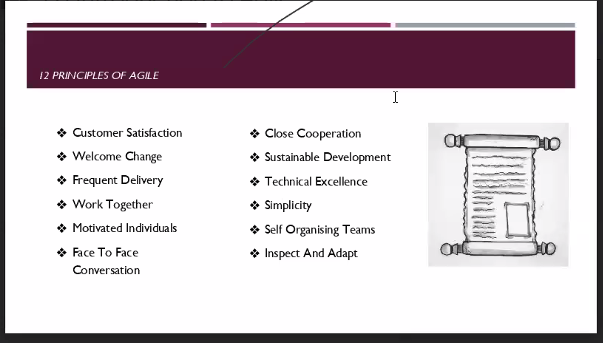 12 PRINCIPLES OF AGILE
Customer Satisfaction
Welcome Change
Frequent Delivery
Work Together
Motivated Individuals
Face To Face
Conversation
Close Cooperation
Sustainable Development
Technical Excellence
Simplicity
Self Organising Teams
Inspect And Adapt